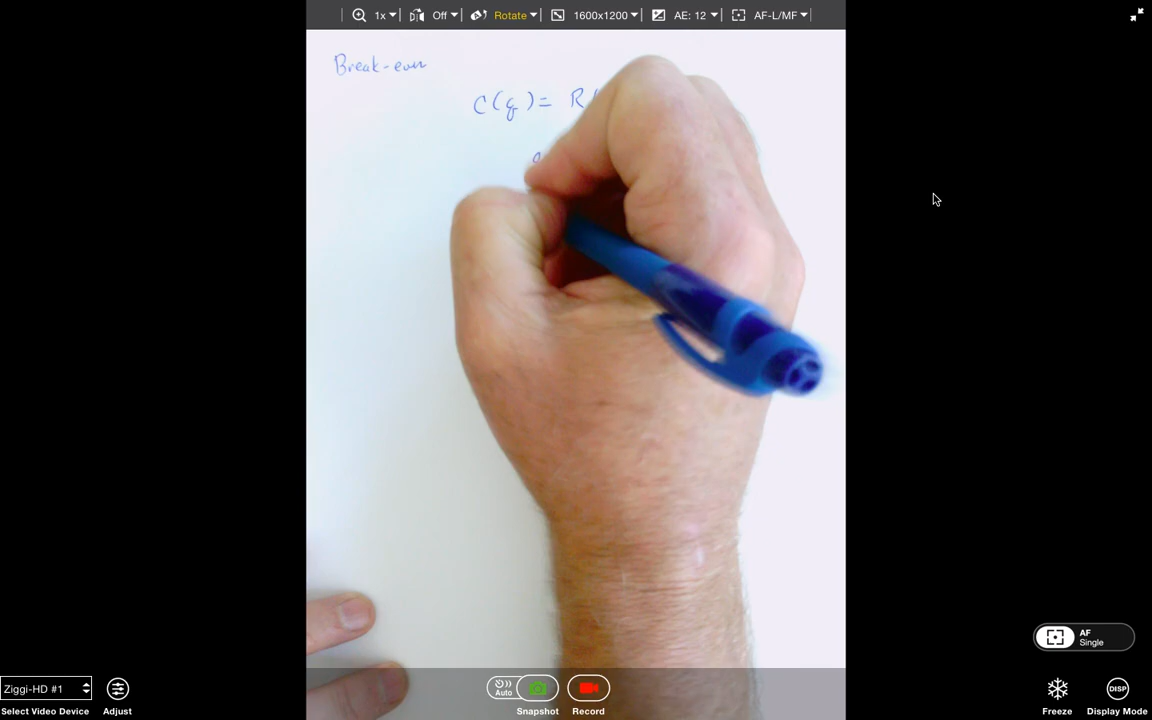 1x Off Rotate 1600x1200 AE: 12 AF-L/MF
Break-even
C(q) = R(
AF
Single
Ziggi-HD #1
Auto
Select Video Device Adjust Snapshot Record Freeze Display Mode
DISP